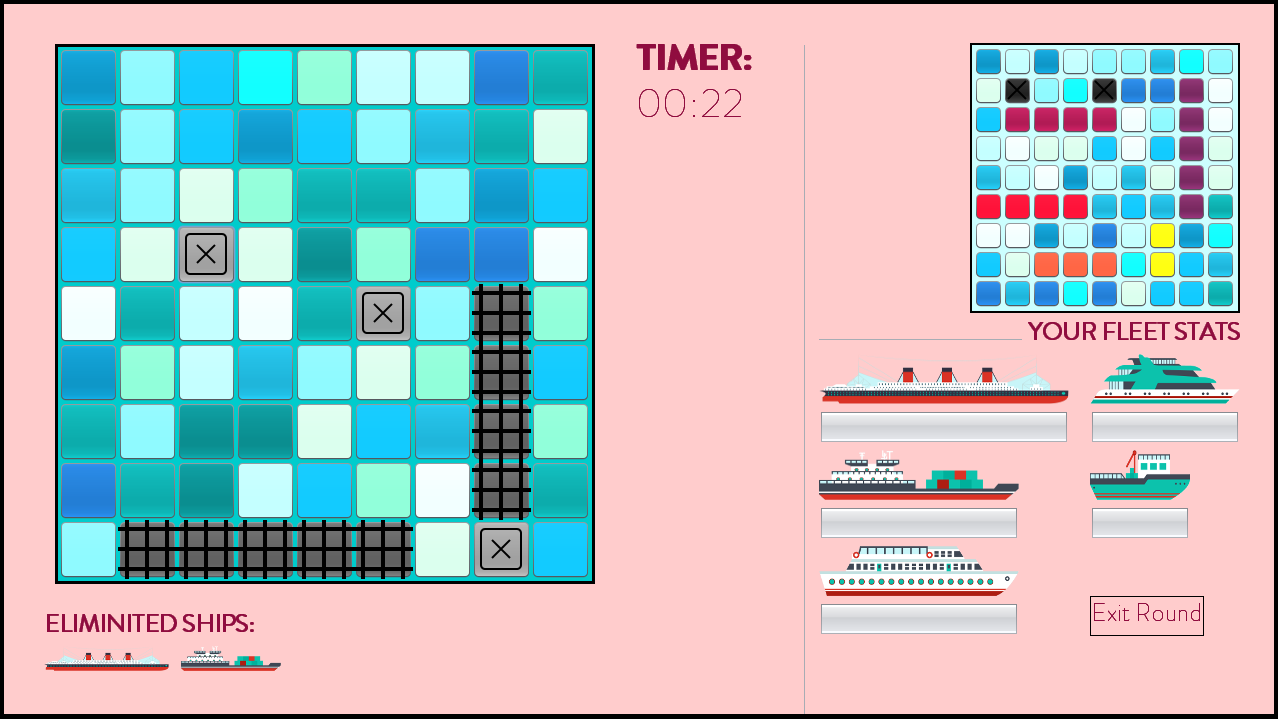 TIMER:
00:22
YOUR FLEET STATS
Exit Round
ELIMINITED SHIPS: